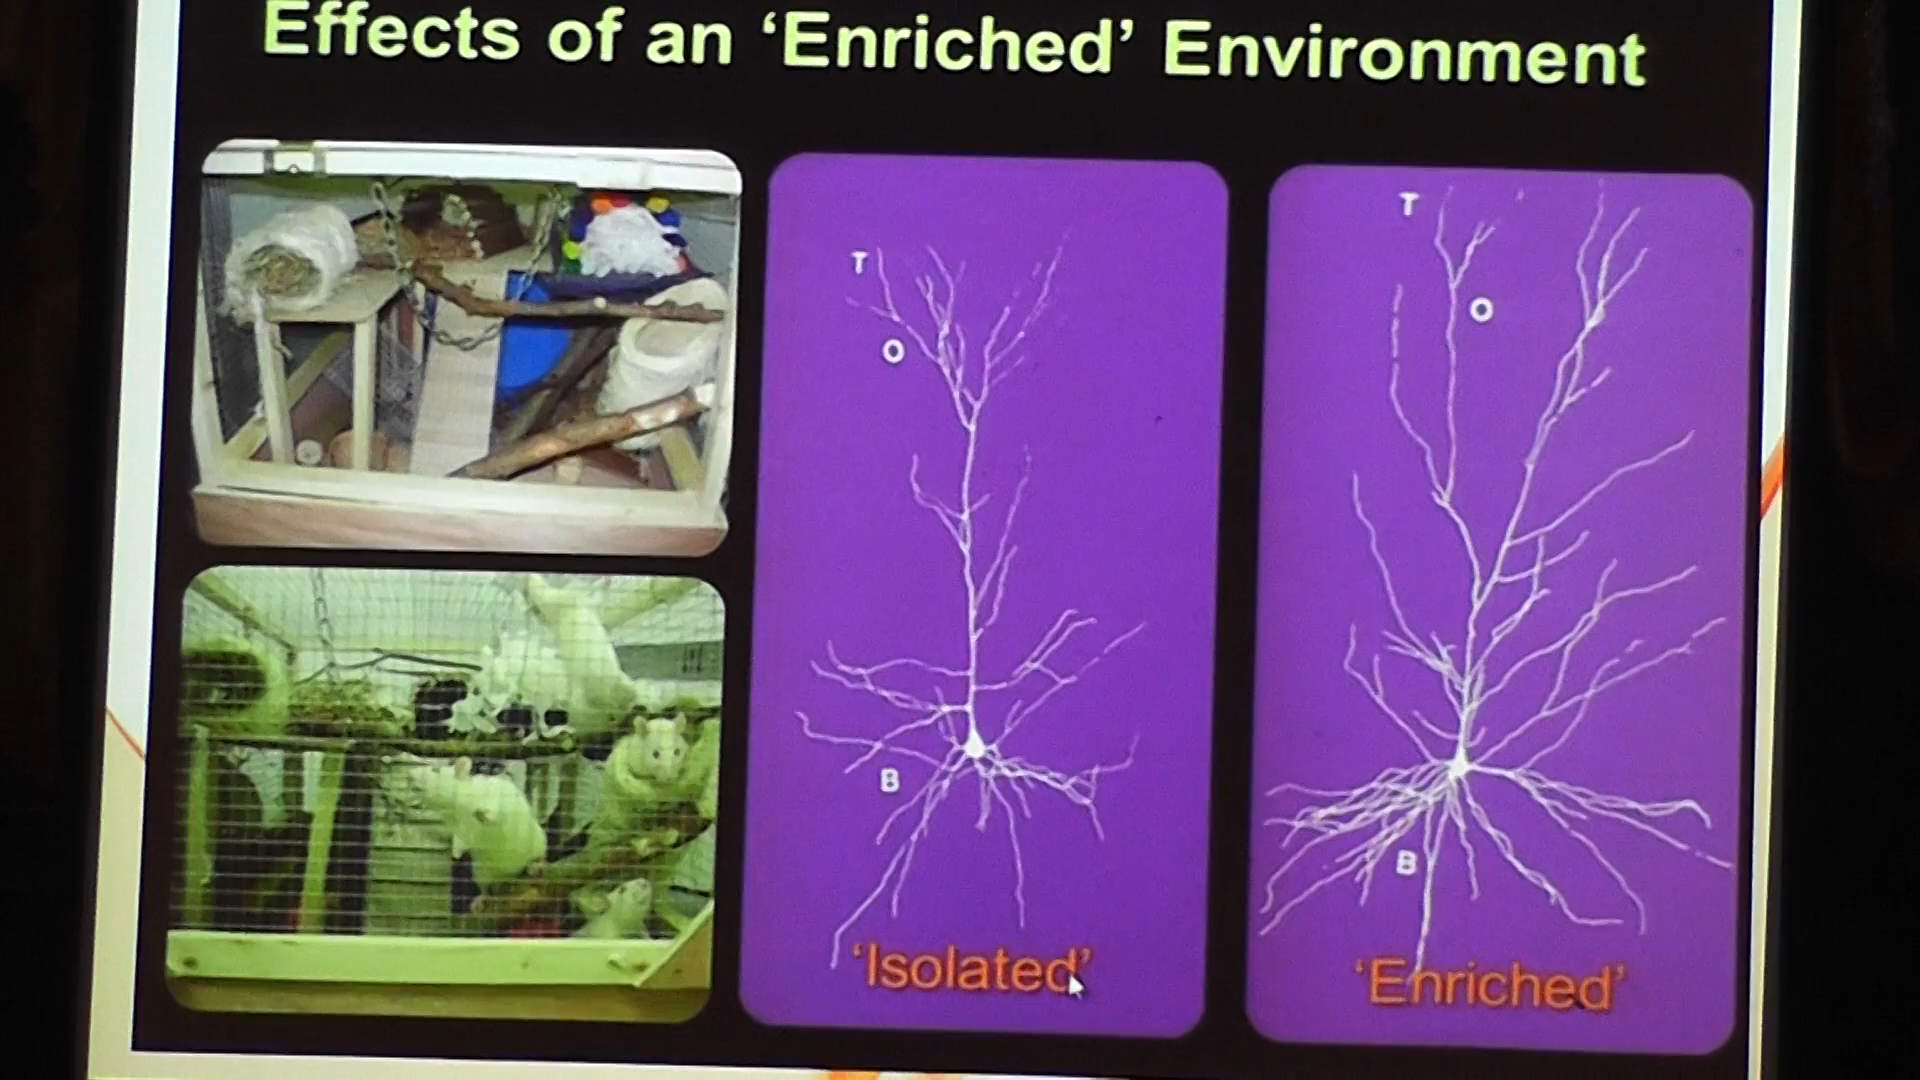 Effects of an ‘Enriched’ Environment
T
O
B
‘Isolated’
T
O
B
‘Enriched’